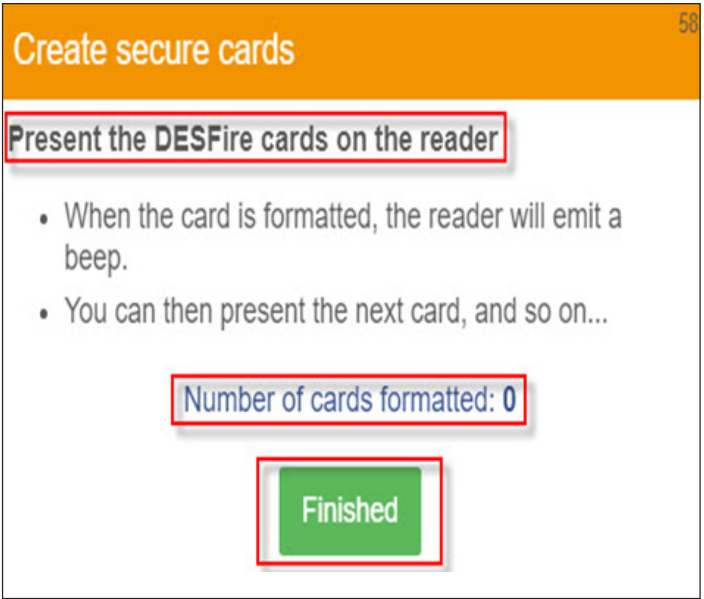 58
Create secure cards
Present the DESFire cards on the reader
• When the card is formatted, the reader will emit a
beep.
• You can then present the next card, and so on...
Number of cards formatted: 0
Finished